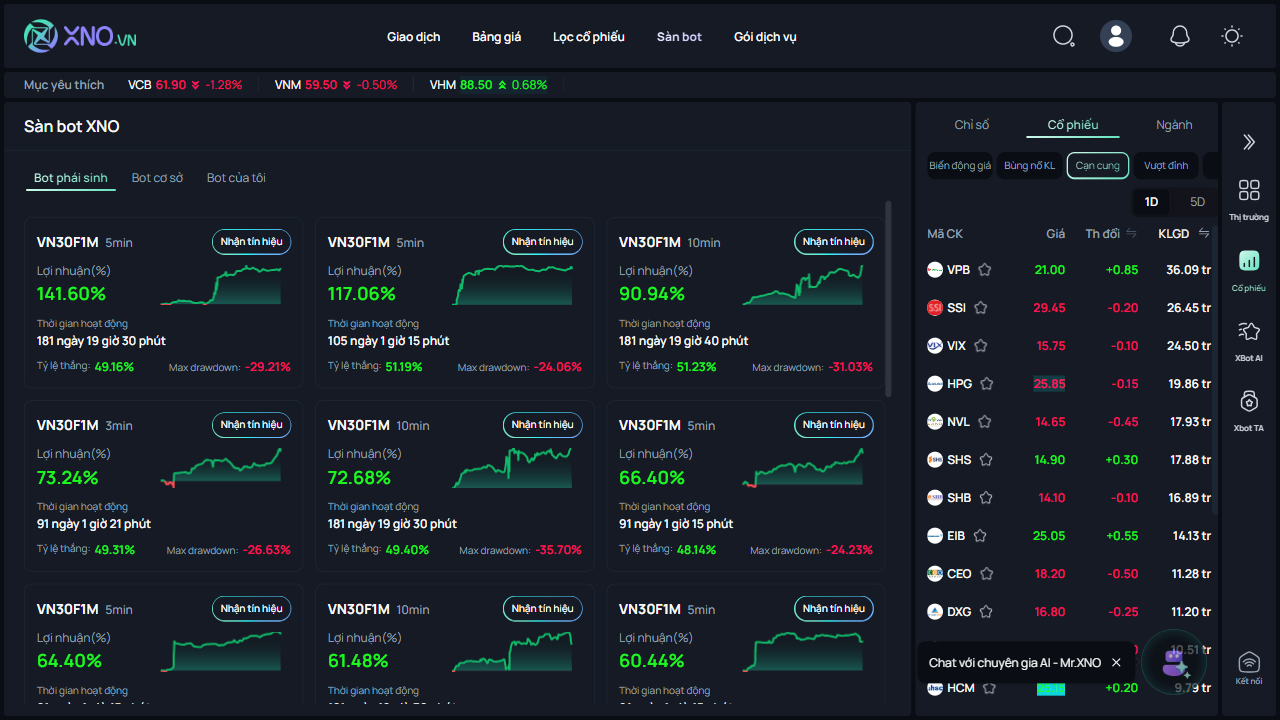 XNO.VN
Giao dịch Bảng giá Lọc cổ phiếu Sàn bot Gói dịch vụ
Mục yêu thích VCB 61.90 -1.28% VNM 59.50 -0.50% VHM 88.50 0.68%
Sàn bot XNO
Bot phái sinh Bot cơ sở Bot của tôi
VN30F1M 5min Nhận tín hiệu
Lợi nhuận(%)
141.60%
Thời gian hoạt động
181 ngày 19 giờ 30 phút
Tỷ lệ thắng: 49.16% Max drawdown: -29.21%
VN30F1M 5min Nhận tín hiệu
Lợi nhuận(%)
117.06%
Thời gian hoạt động
105 ngày 1 giờ 15 phút
Tỷ lệ thắng: 51.19% Max drawdown: -24.06%
VN30F1M 10min Nhận tín hiệu
Lợi nhuận(%)
90.94%
Thời gian hoạt động
181 ngày 19 giờ 40 phút
Tỷ lệ thắng: 51.23% Max drawdown: -31.03%
VN30F1M 3min Nhận tín hiệu
Lợi nhuận(%)
73.24%
Thời gian hoạt động
91 ngày 1 giờ 21 phút
Tỷ lệ thắng: 49.31% Max drawdown: -26.63%
VN30F1M 10min Nhận tín hiệu
Lợi nhuận(%)
72.68%
Thời gian hoạt động
181 ngày 19 giờ 30 phút
Tỷ lệ thắng: 49.40% Max drawdown: -35.70%
VN30F1M 5min Nhận tín hiệu
Lợi nhuận(%)
66.40%
Thời gian hoạt động
91 ngày 1 giờ 15 phút
Tỷ lệ thắng: 48.14% Max drawdown: -24.23%
VN30F1M 5min Nhận tín hiệu
Lợi nhuận(%)
64.40%
Thời gian hoạt động
VN30F1M 10min Nhận tín hiệu
Lợi nhuận(%)
61.48%
Thời gian hoạt động
VN30F1M 5min Nhận tín hiệu
Lợi nhuận(%)
60.44%
Thời gian hoạt động
Chỉ số Cổ phiếu Ngành
Biến động giá Bùng nổ KL Cạn cung Vượt đỉnh
1D 5D
Mã CK Giá Th đổi KLGD
VPB 21.00 +0.85 36.09 tr
SSI 29.45 -0.20 26.45 tr
VIX 15.75 -0.10 24.50 tr
HPG 25.85 -0.15 19.86 tr
NVL 14.65 -0.45 17.93 tr
SHS 14.90 +0.30 17.88 tr
SHB 14.10 -0.10 16.89 tr
EIB 25.05 +0.55 14.13 tr
CEO 18.20 -0.50 11.28 tr
DXG 16.80 -0.25 11.20 tr
10.51 tr
HCM +0.20 9.79 tr
Chat với chuyên gia AI - Mr.XNO
Thị trường
Cổ phiếu
XBot AI
Xbot TA
Kết nối